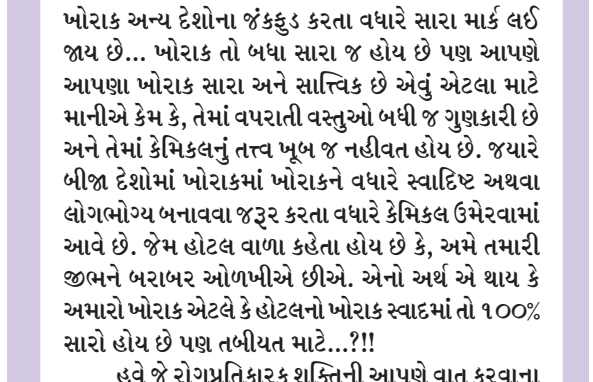 ખોરાક અન્ય દેશોના જંકફુડ કરતા વધારે સારા માર્ક લઈ
જાય છે... ખોરાક તો બધા સારા જ હોય છે પણ આપણે
આપણા ખોરાક સારા અને સાત્ત્વિક છે એવું એટલા માટે
માનીએ કેમ કે, તેમાં વપરાતી વસ્તુઓ બધી જ ગુણકારી છે
અને તેમાં કેમિકલનું તત્ત્વ ખૂબ જ નહીવત હોય છે. જયારે
બીજા દેશોમાં ખોરાકમાં ખોરાકને વધારે સ્વાદિષ્ટ અથવા
લોગભોગ્ય બનાવવા જરૂર કરતા વધારે કેમિકલ ઉમેરવામાં
આવે છે. જેમ હોટલ વાળા કહેતા હોય છે કે, અમે તમારી
જીભને બરાબર ઓળખીએ છીએ. એનો અર્થ એ થાય કે
અમારો ખોરાક એટલે કે હોટલનો ખોરાક સ્વાદમાં તો ૧૦૦%
સારો હોય છે પણ તબીયત માટે...?!!
હવે જે રોગપ્રતિકારક શક્તિની આપણે વાત કરવાના